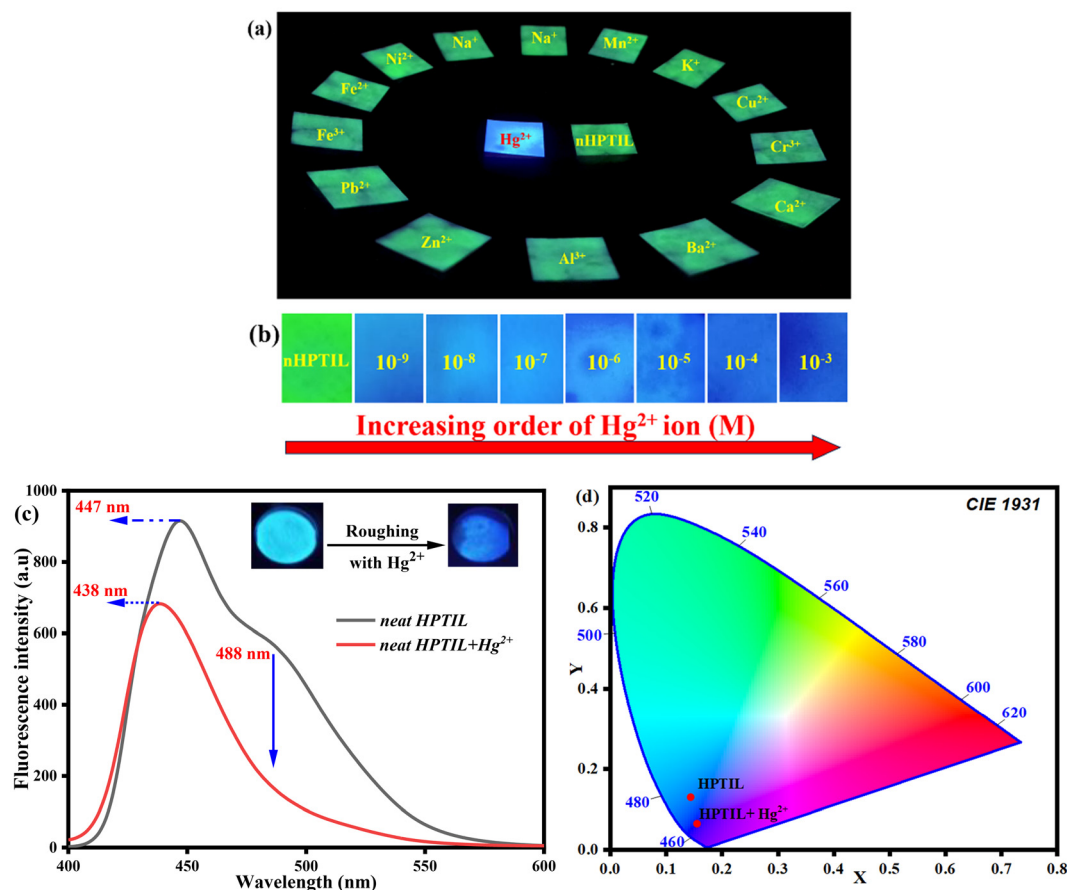 (a)
Na⁺
Na⁺
Mn²⁺
Ni²⁺
K⁺
Fe²⁺
Cu²⁺
Fe³⁺
Hg²⁺
nHPTIL
Cr³⁺
Pb²⁺
Ca²⁺
Zn²⁺
Al³⁺
Ba²⁺
(b)
nHPTIL 10⁻⁹ 10⁻⁸ 10⁻⁷ 10⁻⁶ 10⁻⁵ 10⁻⁴ 10⁻³
Increasing order of Hg²⁺ ion (M)
(c)
447 nm
438 nm
488 nm
Roughing
with Hg²⁺
neat HPTIL
neat HPTIL+Hg²⁺
Fluorescence intensity (a.u)
1000
800
600
400
200
0
400 450 500 550 600
Wavelength (nm)
(d)
CIE 1931
520
540
560
580
600
620
500
480
460
HPTIL
HPTIL+ Hg²⁺
Y
0.8
0.6
0.4
0.2
0.0
0.0 0.1 0.2 0.3 0.4 0.5 0.6 0.7 0.8
X